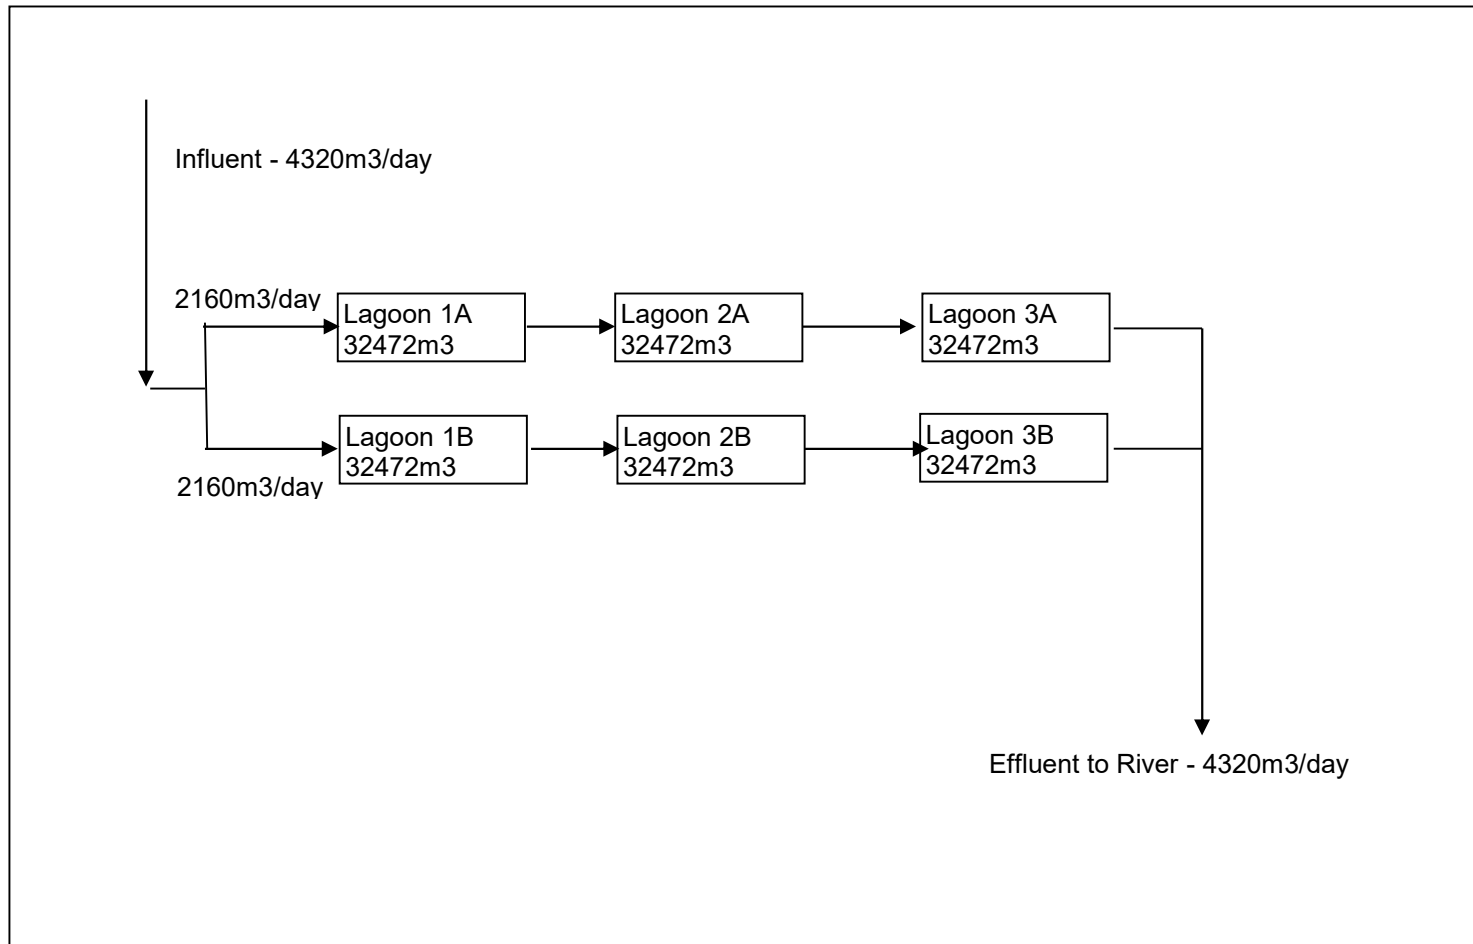 Influent - 4320m3/day
2160m3/day
Lagoon 1A
32472m3
Lagoon 2A
32472m3
Lagoon 3A
32472m3
Lagoon 1B
32472m3
Lagoon 2B
32472m3
Lagoon 3B
32472m3
2160m3/day
Effluent to River - 4320m3/day